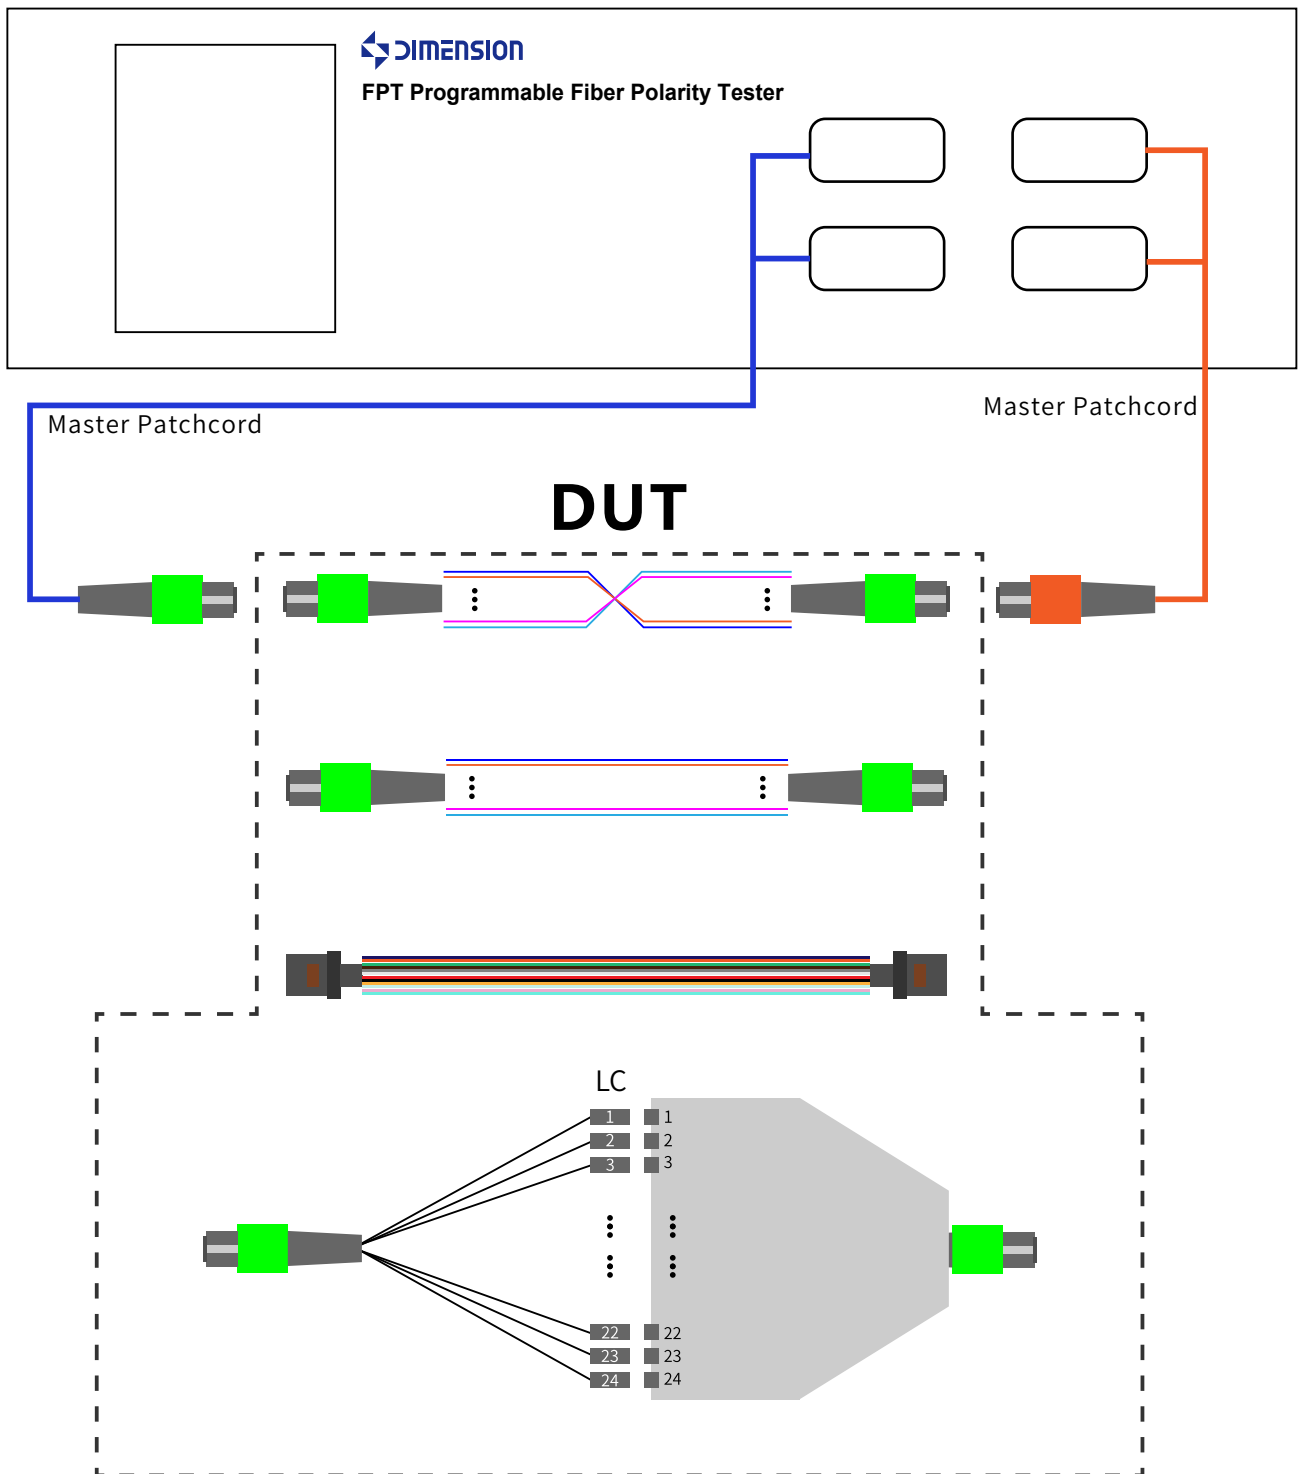 DIMENSION
FPT Programmable Fiber Polarity Tester
Master Patchcord
Master Patchcord
DUT
LC
1 1
2 2
3 3
22 22
23 23
24 24